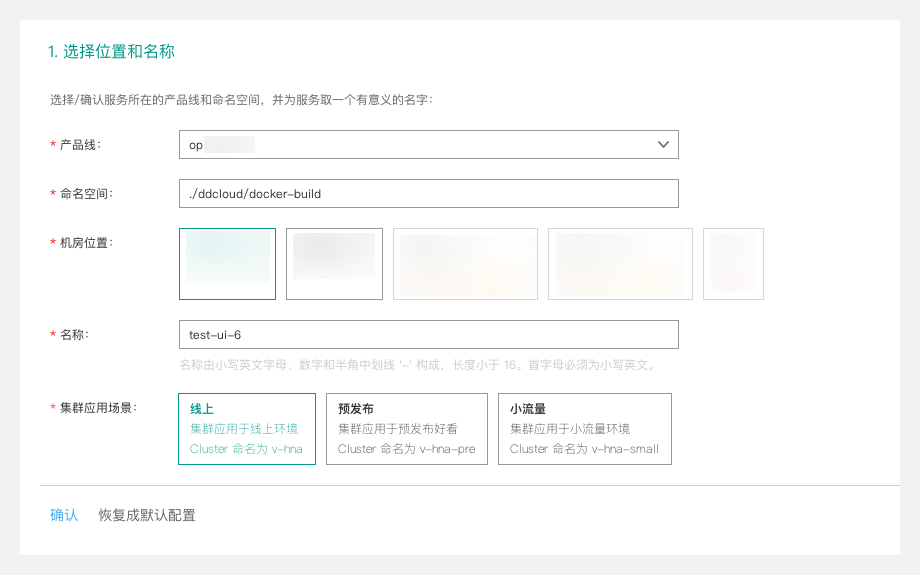 1. 选择位置和名称
选择/确认服务所在的产品线和命名空间，并为服务取一个有意义的名字：
* 产品线： op
* 命名空间： ./ddcloud/docker-build
* 机房位置：
* 名称： test-ui-6
名称由小写英文字母、数字和半角中划线 '-' 构成，长度小于 16。首字母必须为小写英文。
* 集群应用场景：
线上
集群应用于线上环境
Cluster 命名为 v-hna
预发布
集群应用于预发布好看
Cluster 命名为 v-hna-pre
小流量
集群应用于小流量环境
Cluster 命名为 v-hna-small
确认 恢复成默认配置